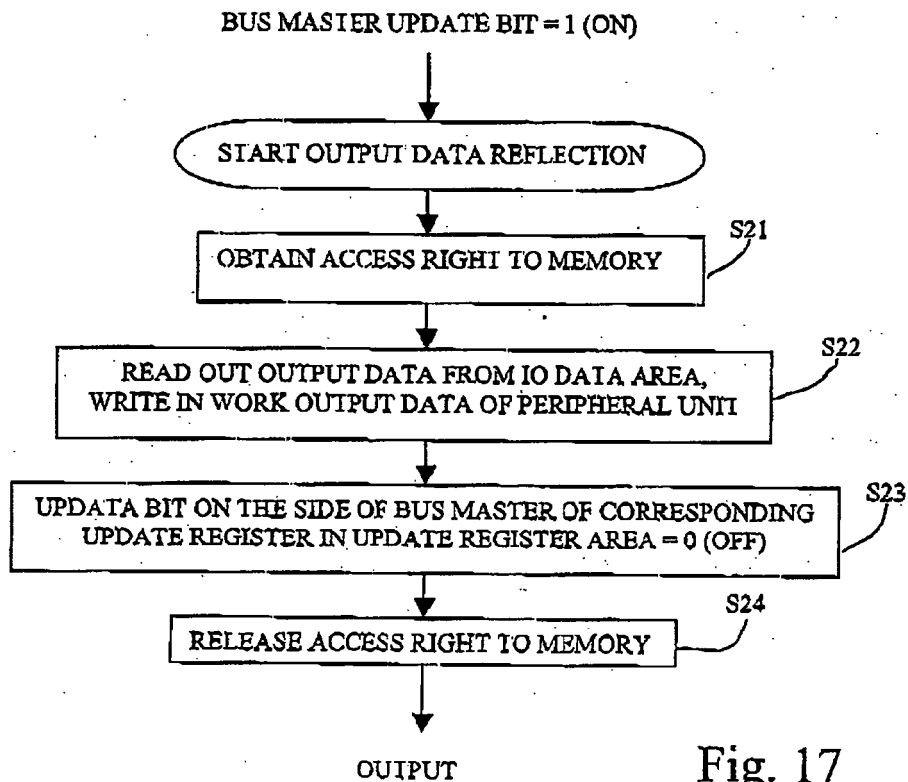 BUS MASTER UPDATE BIT = 1 (ON)
START OUTPUT DATA REFLECTION
S21
OBTAIN ACCESS RIGHT TO MEMORY
S22
READ OUT OUTPUT DATA FROM IO DATA AREA,
WRITE IN WORK OUTPUT DATA OF PERIPHERAL UNIT
S23
UPDATA BIT ON THE SIDE OF BUS MASTER OF CORRESPONDING
UPDATE REGISTER IN UPDATE REGISTER AREA = 0 (OFF)
S24
RELEASE ACCESS RIGHT TO MEMORY
OUTPUT
Fig. 17